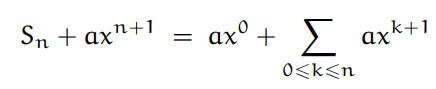 Sₙ + axⁿ⁺¹ = ax⁰ + ∑ axᵏ⁺¹
0⩽k⩽n